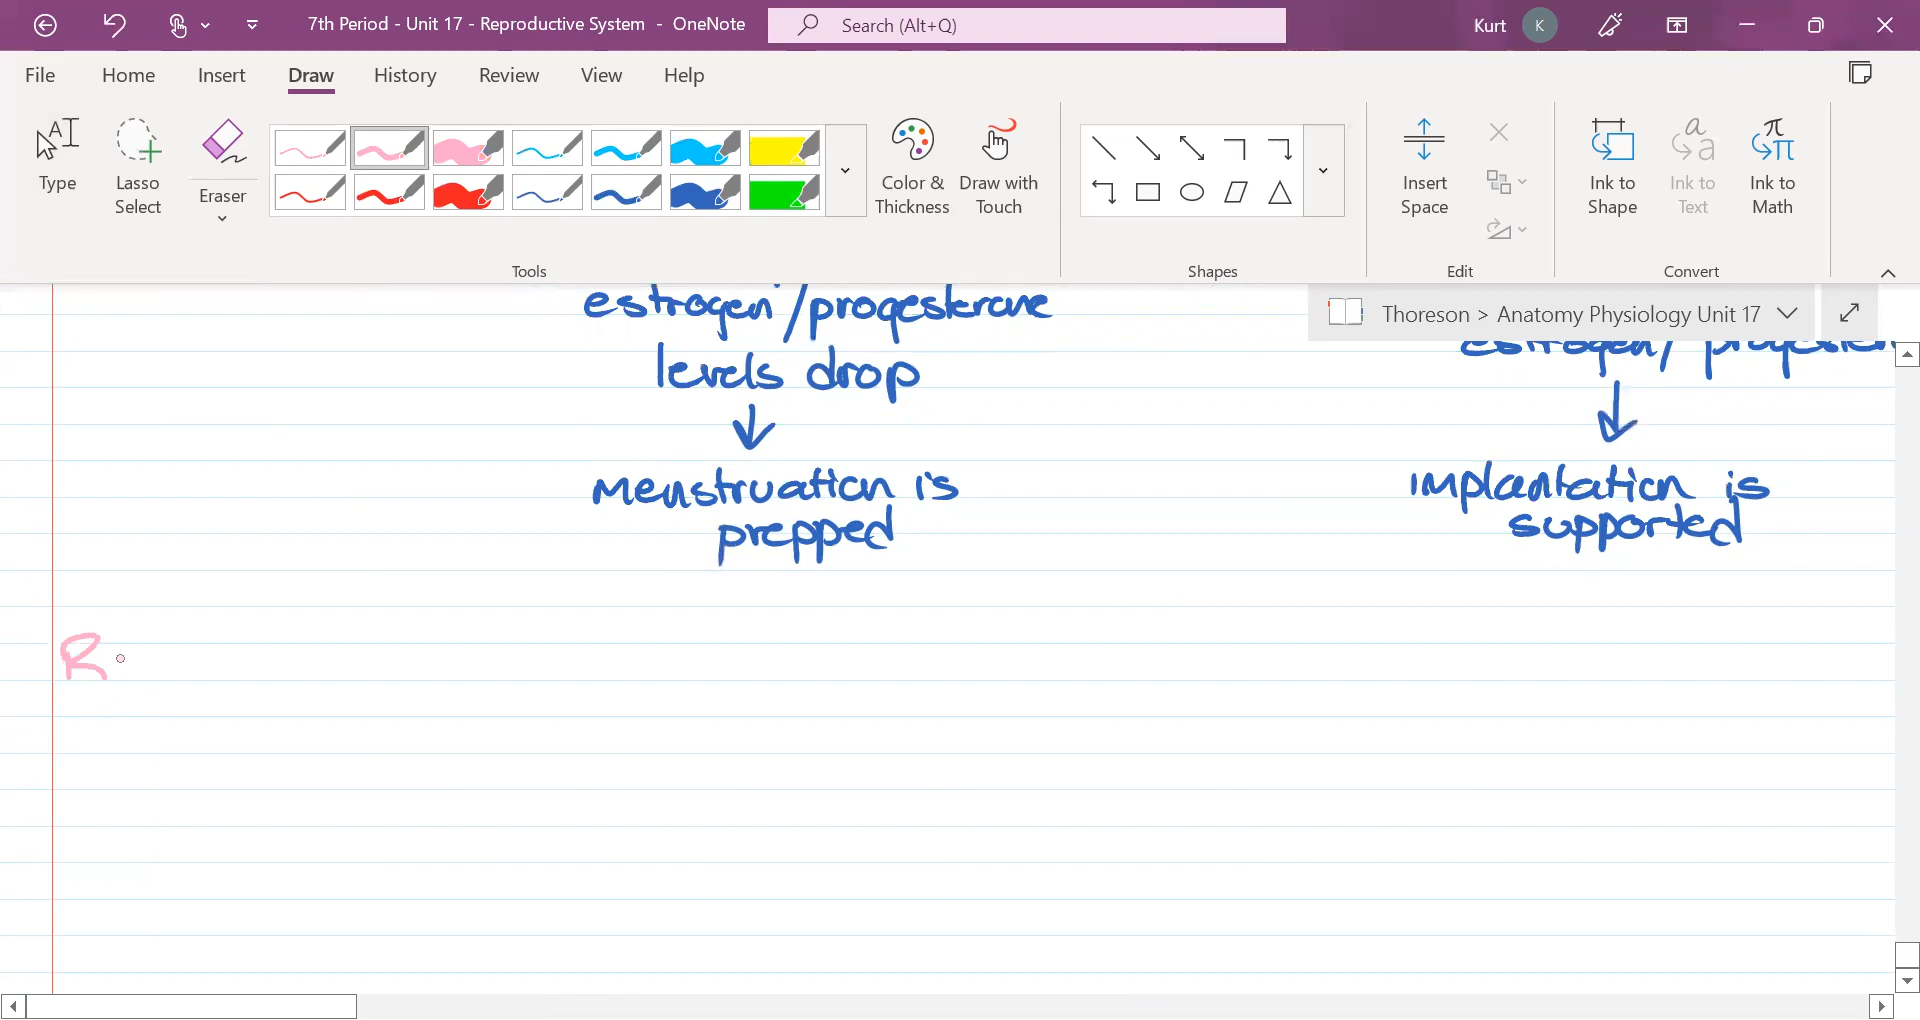 7th Period - Unit 17 - Reproductive System - OneNote
Search (Alt+Q)
Kurt
K
File
Home
Insert
Draw
History
Review
View
Help
Type
Lasso
Select
Eraser
Color &
Thickness
Draw with
Touch
Insert
Space
Ink to
Shape
Ink to
Text
Ink to
Math
Tools
Shapes
Edit
Convert
Thoreson > Anatomy Physiology Unit 17
estrogen/progesterone
levels drop
menstruation is
prepped
estrogen/
implantation is
supported
R